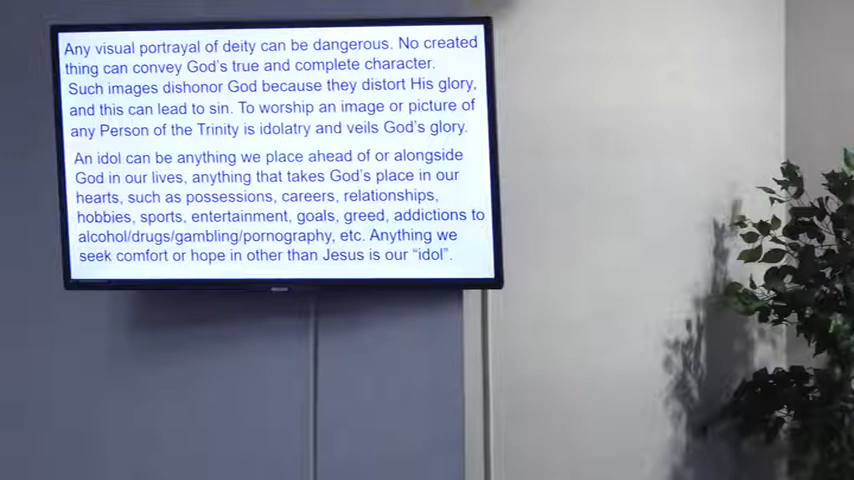 Any visual portrayal of deity can be dangerous. No created
thing can convey God's true and complete character.
Such images dishonor God because they distort His glory,
and this can lead to sin. To worship an image or picture of
any Person of the Trinity is idolatry and veils God's glory.
An idol can be anything we place ahead of or alongside
God in our lives, anything that takes God's place in our
hearts, such as possessions, careers, relationships,
hobbies, sports, entertainment, goals, greed, addictions to
alcohol/drugs/gambling/pornography, etc. Anything we
seek comfort or hope in other than Jesus is our “idol”.